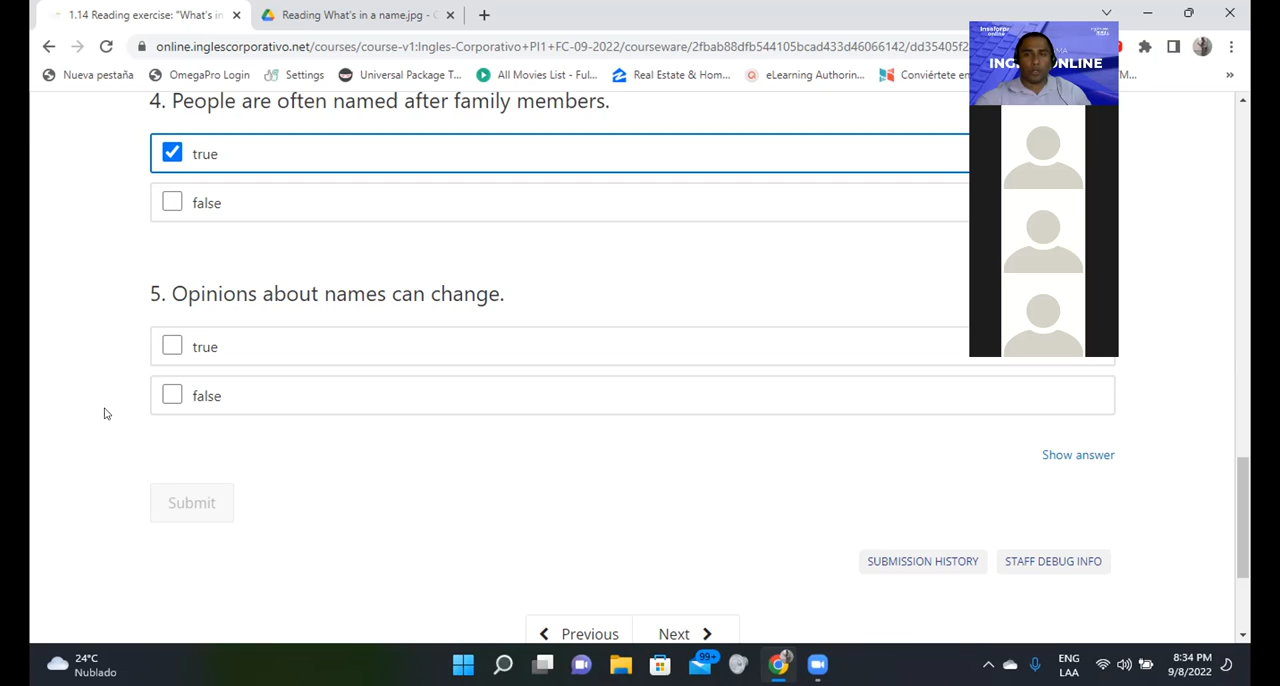 1.14 Reading exercise: "What's in
Reading What's in a name.jpg - G
online.inglescorporativo.net/courses/course-v1:Ingles-Corporativo+PI1+FC-09-2022/courseware/2fbab88dfb544105bcad433d46066142/dd35405f2
Nueva pestaña
OmegaPro Login
Settings
Universal Package T...
All Movies List - Ful...
Real Estate & Hom...
eLearning Authorin...
Conviértete en
M...
»
4. People are often named after family members.
true
false
5. Opinions about names can change.
true
false
Show answer
Submit
SUBMISSION HISTORY
STAFF DEBUG INFO
Previous
Next
24°C
Nublado
99+
ENG
LAA
8:34 PM
9/8/2022